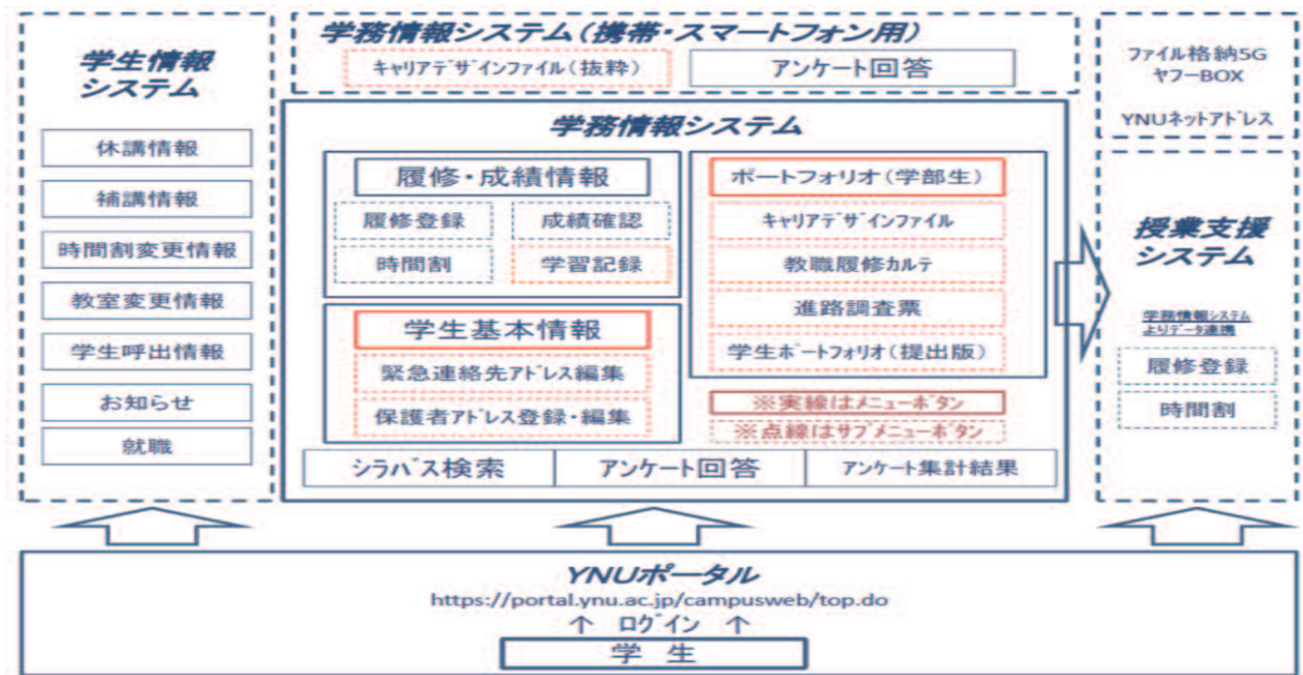 学生情報
システム
休講情報
補講情報
時間割変更情報
教室変更情報
学生呼出情報
お知らせ
就職
学務情報システム(携帯・スマートフォン用)
キャリアデザインファイル(抜粋)
アンケート回答
学務情報システム
履修・成績情報
履修登録
成績確認
時間割
学習記録
学生基本情報
緊急連絡先アドレス編集
保護者アドレス登録・編集
ポートフォリオ(学部生)
キャリアデザインファイル
教職履修カルテ
進路調査票
学生ポートフォリオ(提出版)
※実線はメニューボタン
※点線はサブメニューボタン
シラバス検索
アンケート回答
アンケート集計結果
ファイル格納5G
ヤフーBOX
YNUネットアドレス
授業支援
システム
学務情報システム
よりデータ連携
履修登録
時間割
YNUポータル
https://portal.ynu.ac.jp/campusweb/top.do
↑ ログイン ↑
学 生